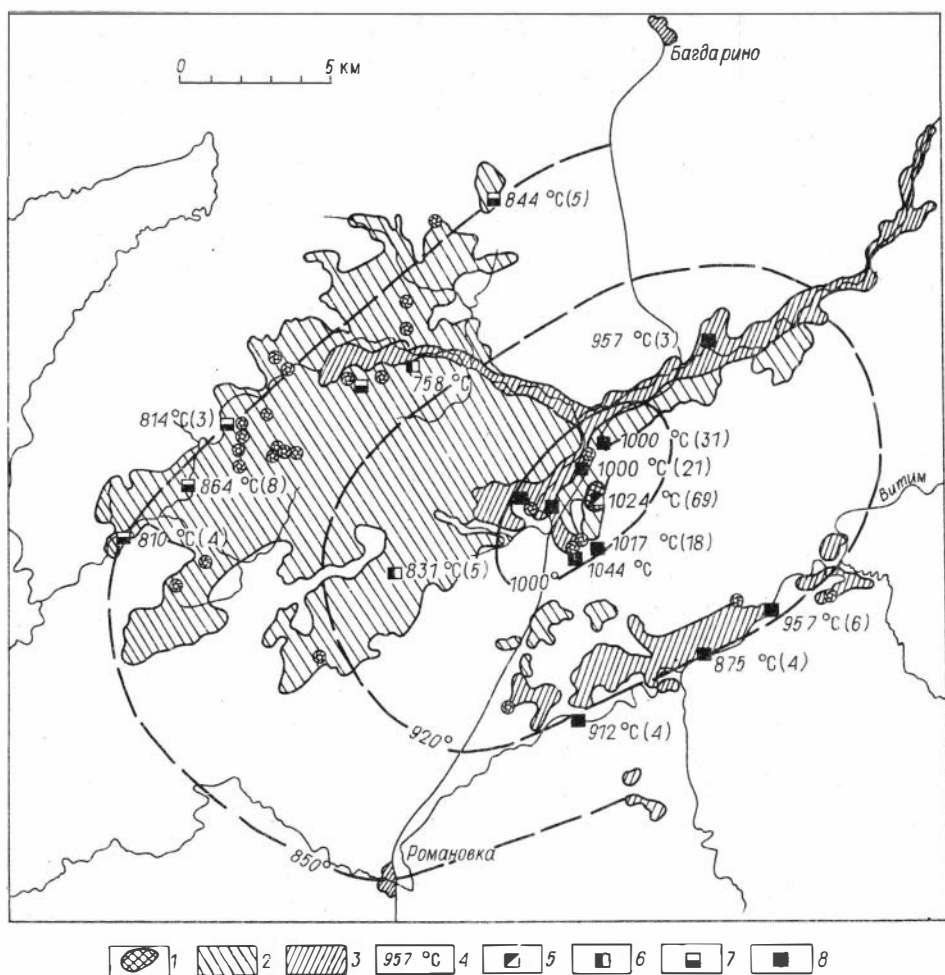 Багдарино
0 5 км
844 °C(5)
957 °C(3)
758 °C
814 °C(3)
1000 °C(31)
1000 °C(21)
864 °C(8)
1024 °C(69)
Витим
810 °C(4)
1017 °C(18)
831 °C(5)
1000°
1044 °C
957 °C(6)
875 °C(4)
920°
912 °C(4)
850°
Романовка
1 2 3 957 °C 4 5 6 7 8